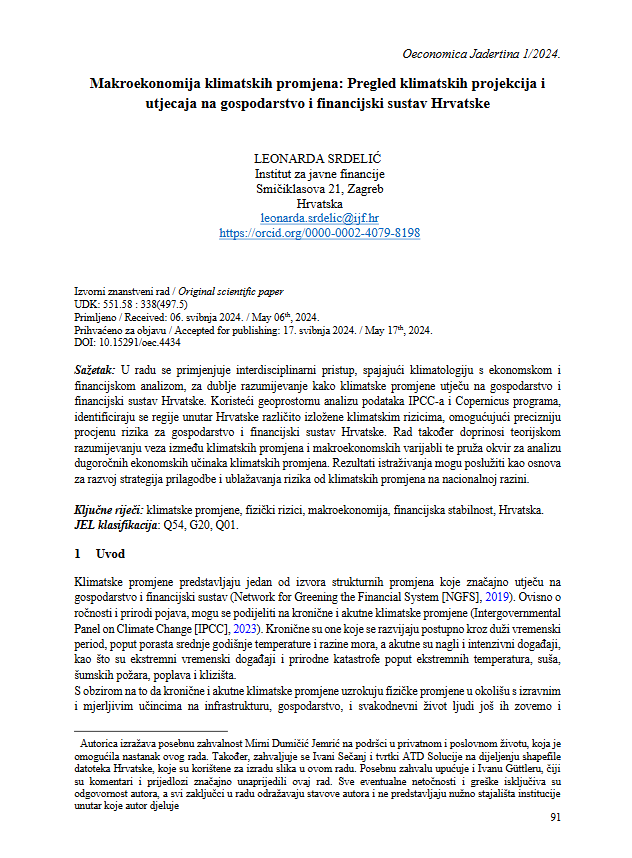 Oeconomica Jadertina 1/2024.
Makroekonomija klimatskih promjena: Pregled klimatskih projekcija i
utjecaja na gospodarstvo i financijski sustav Hrvatske
LEONARDA SRDELIĆ
Institut za javne financije
Smičiklasova 21, Zagreb
Hrvatska
leonarda.srdelic@ijf.hr
https://orcid.org/0000-0002-4079-8198
Izvorni znanstveni rad / Original scientific paper
UDK: 551.58 : 338(497.5)
Primljeno / Received: 06. svibnja 2024. / May 06th, 2024.
Prihvaćeno za objavu / Accepted for publishing: 17. svibnja 2024. / May 17th, 2024.
DOI: 10.15291/oec.4434
Sažetak: U radu se primjenjuje interdisciplinarni pristup, spajajući klimatologiju s ekonomskom i
financijskom analizom, za dublje razumijevanje kako klimatske promjene utječu na gospodarstvo i
financijski sustav Hrvatske. Koristeći geoprostornu analizu podataka IPCC-a i Copernicus programa,
identificiraju se regije unutar Hrvatske različito izložene klimatskim rizicima, omogućujući precizniju
procjenu rizika za gospodarstvo i financijski sustav Hrvatske. Rad također doprinosi teorijskom
razumijevanju veza između klimatskih promjena i makroekonomskih varijabli te pruža okvir za analizu
dugoročnih ekonomskih učinaka klimatskih promjena. Rezultati istraživanja mogu poslužiti kao osnova
za razvoj strategija prilagodbe i ublažavanja rizika od klimatskih promjena na nacionalnoj razini.
Ključne riječi: klimatske promjene, fizički rizici, makroekonomija, financijska stabilnost, Hrvatska.
JEL klasifikacija: Q54, G20, Q01.
1 Uvod
Klimatske promjene predstavljaju jedan od izvora strukturnih promjena koje značajno utječu na
gospodarstvo i financijski sustav (Network for Greening the Financial System [NGFS], 2019). Ovisno o
ročnosti i prirodi pojava, mogu se podijeliti na kronične i akutne klimatske promjene (Intergovernmental
Panel on Climate Change [IPCC], 2023). Kronične su one koje se razvijaju postupno kroz duži vremenski
period, poput porasta srednje godišnje temperature i razine mora, a akutne su nagli i intenzivni događaji,
kao što su ekstremni vremenski događaji i prirodne katastrofe poput ekstremnih temperatura, suša,
šumskih požara, poplava i klizišta.
S obzirom na to da kronične i akutne klimatske promjene uzrokuju fizičke promjene u okolišu s izravnim
i mjerljivim učincima na infrastrukturu, gospodarstvo, i svakodnevni život ljudi još ih zovemo i
Autorica izražava posebnu zahvalnost Mirni Dumičić Jemrić na podršci u privatnom i poslovnom životu, koja je
omogućila nastanak ovog rada. Također, zahvaljuje se Ivani Sečanj i tvrtki ATD Solucije na dijeljenju shapefile
datoteka Hrvatske, koje su korištene za izradu slika u ovom radu. Posebnu zahvalu upućuje i Ivanu Güttleru, čiji
su komentari i prijedlozi značajno unaprijedili ovaj rad. Sve eventualne netočnosti i greške isključiva su
odgovornost autora, a svi zaključci u radu odražavaju stavove autora i ne predstavljaju nužno stajališta institucije
unutar koje autor djeluje
91